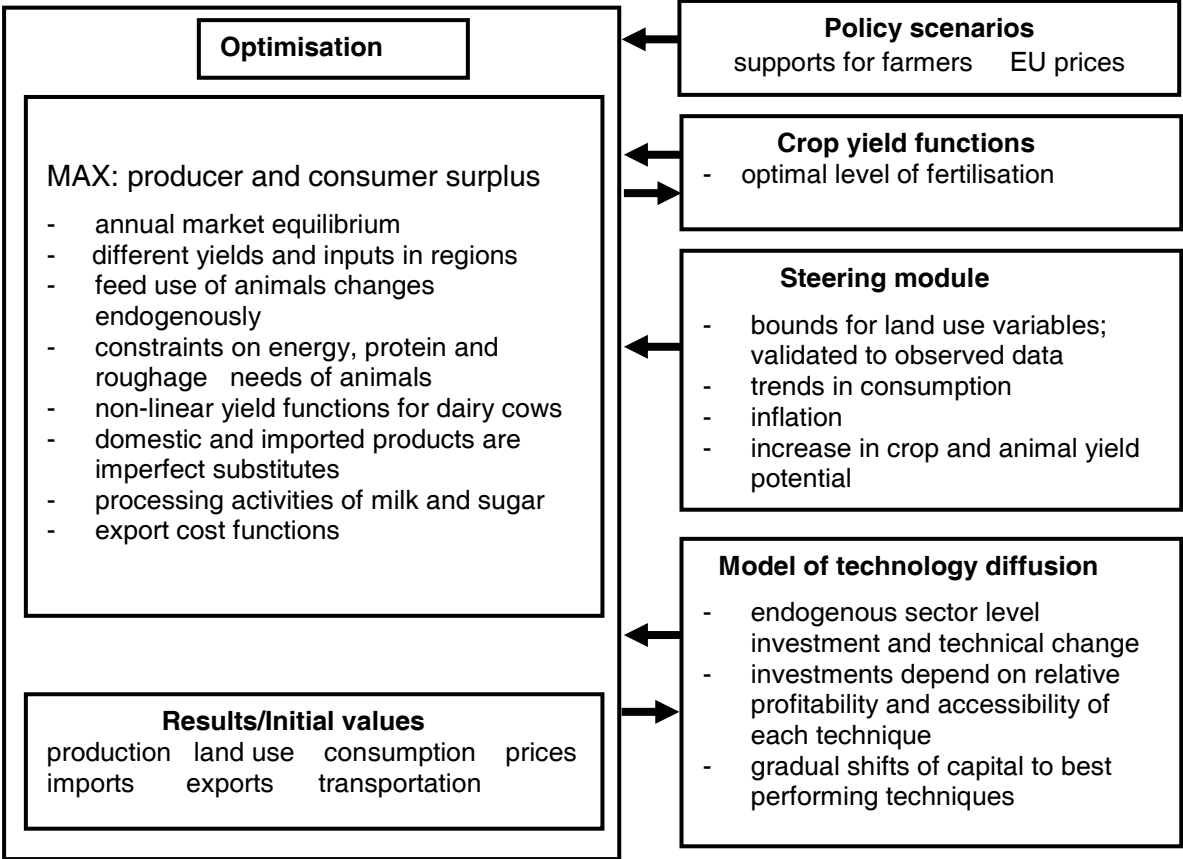 Optimisation
MAX: producer and consumer surplus
- annual market equilibrium
- different yields and inputs in regions
- feed use of animals changes
endogenously
- constraints on energy, protein and
roughage needs of animals
- non-linear yield functions for dairy cows
- domestic and imported products are
imperfect substitutes
- processing activities of milk and sugar
- export cost functions
Results/Initial values
production land use consumption prices
imports exports transportation
Policy scenarios
supports for farmers EU prices
Crop yield functions
- optimal level of fertilisation
Steering module
- bounds for land use variables;
validated to observed data
- trends in consumption
- inflation
- increase in crop and animal yield
potential
Model of technology diffusion
- endogenous sector level
investment and technical change
- investments depend on relative
profitability and accessibility of
each technique
- gradual shifts of capital to best
performing techniques